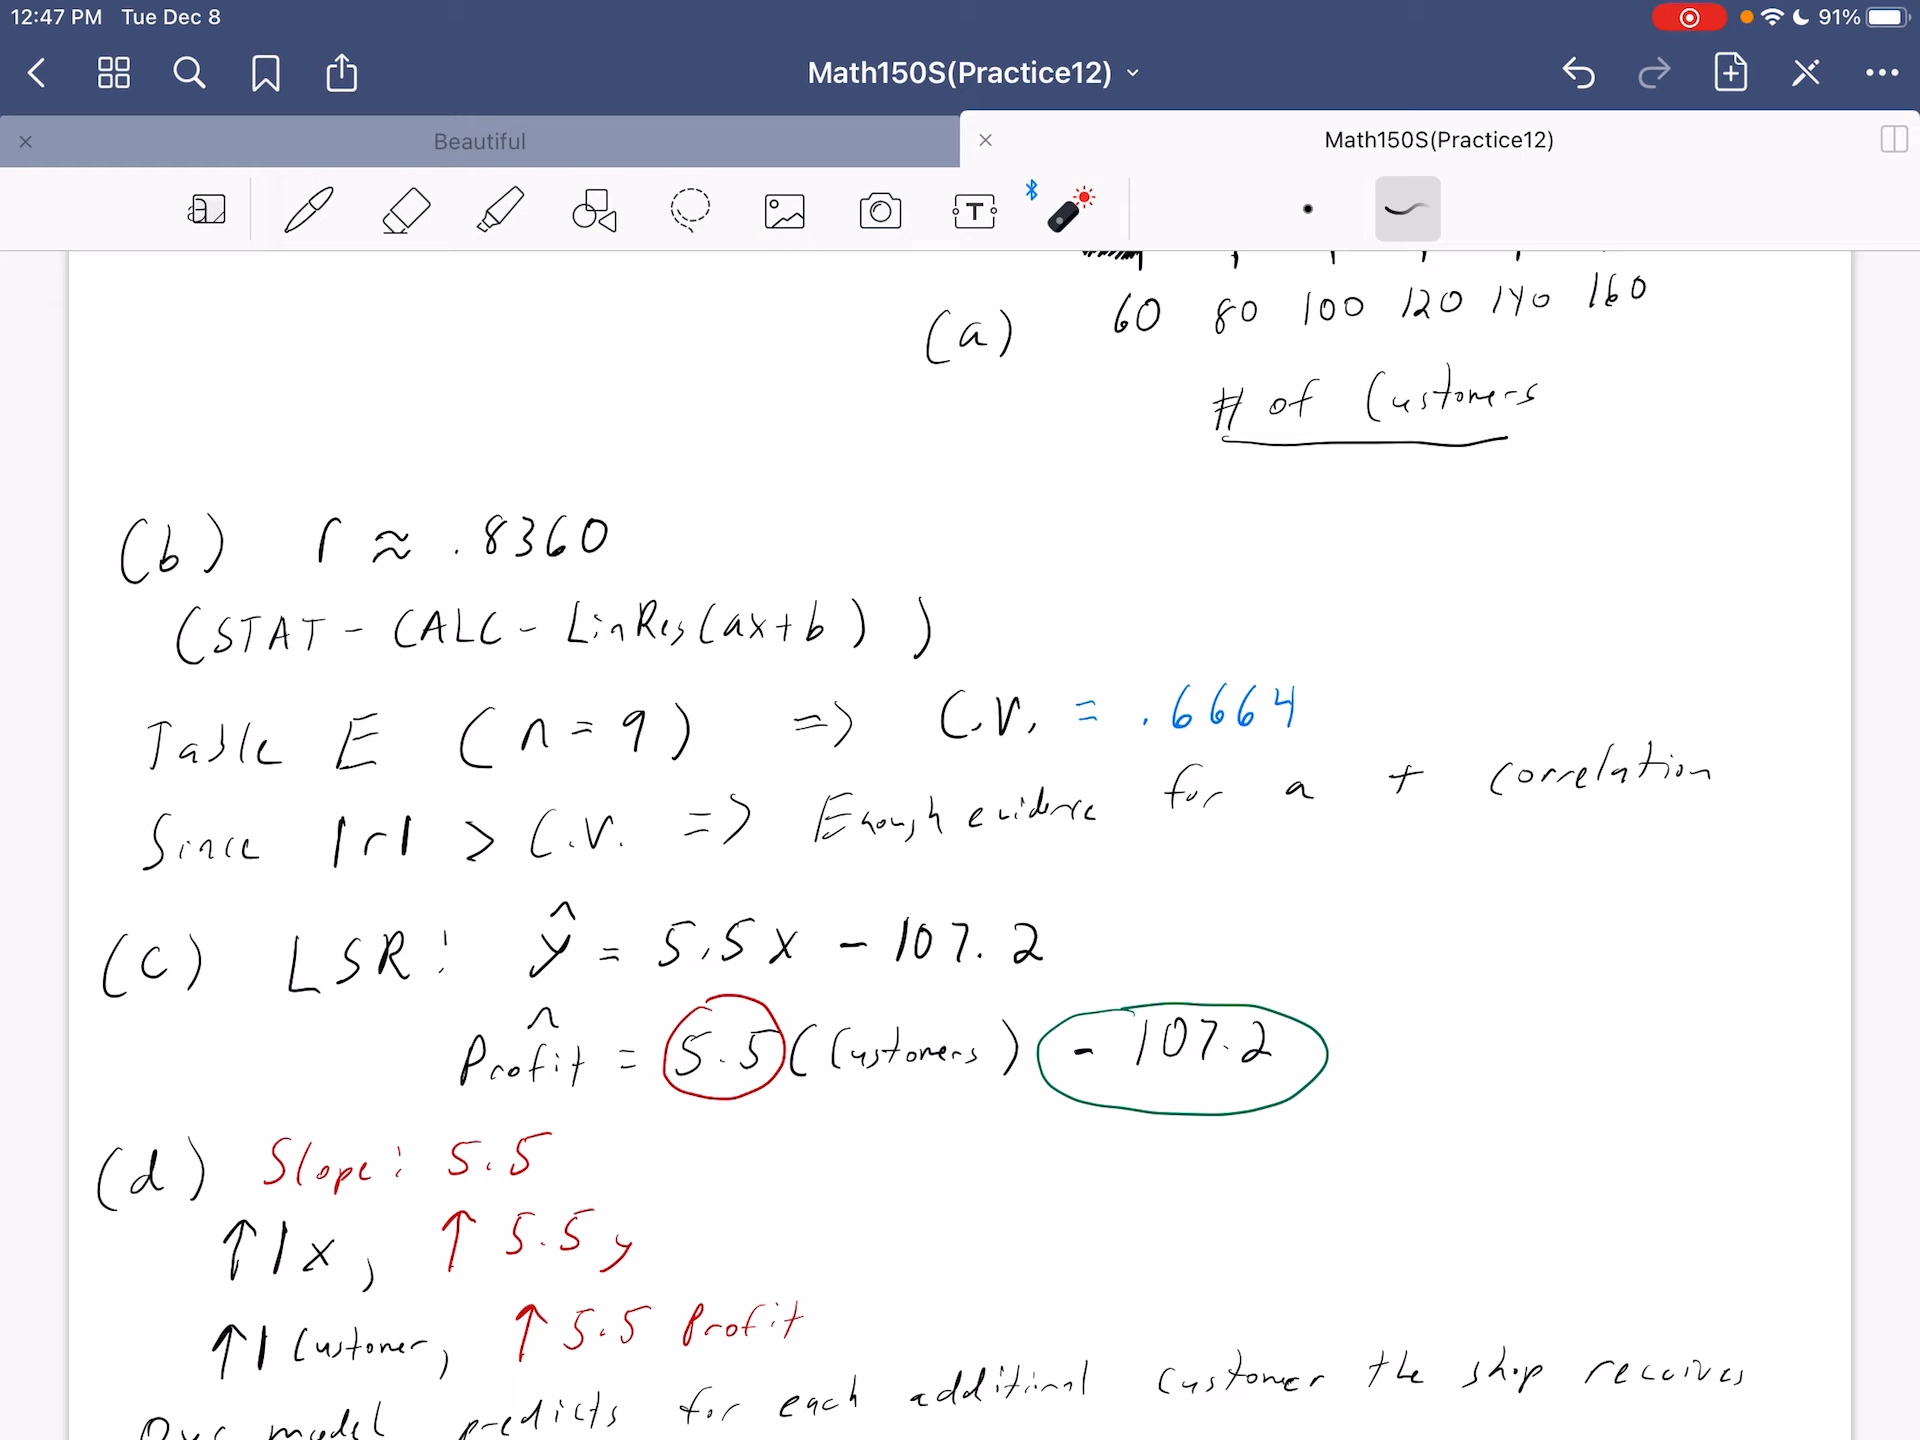 12:47 PM Tue Dec 8
91%
Math150S(Practice12)
Beautiful
Math150S(Practice12)
60 80 100 120 140 160
(a)
# of Customers
(b) r ≈ .8360
(STAT - CALC - LinReg(ax+b))
Table E (n = 9) => C.V. = .6664
Since |r| > C.V. => Enough evidence for a + correlation
(c) LSR: ŷ = 5.5x - 107.2
Profit^ = 5.5(Customers) - 107.2
(d) Slope: 5.5
↑1x, ↑5.5y
↑1 Customer, ↑5.5 Profit
Our model predicts for each additional customer the shop receives